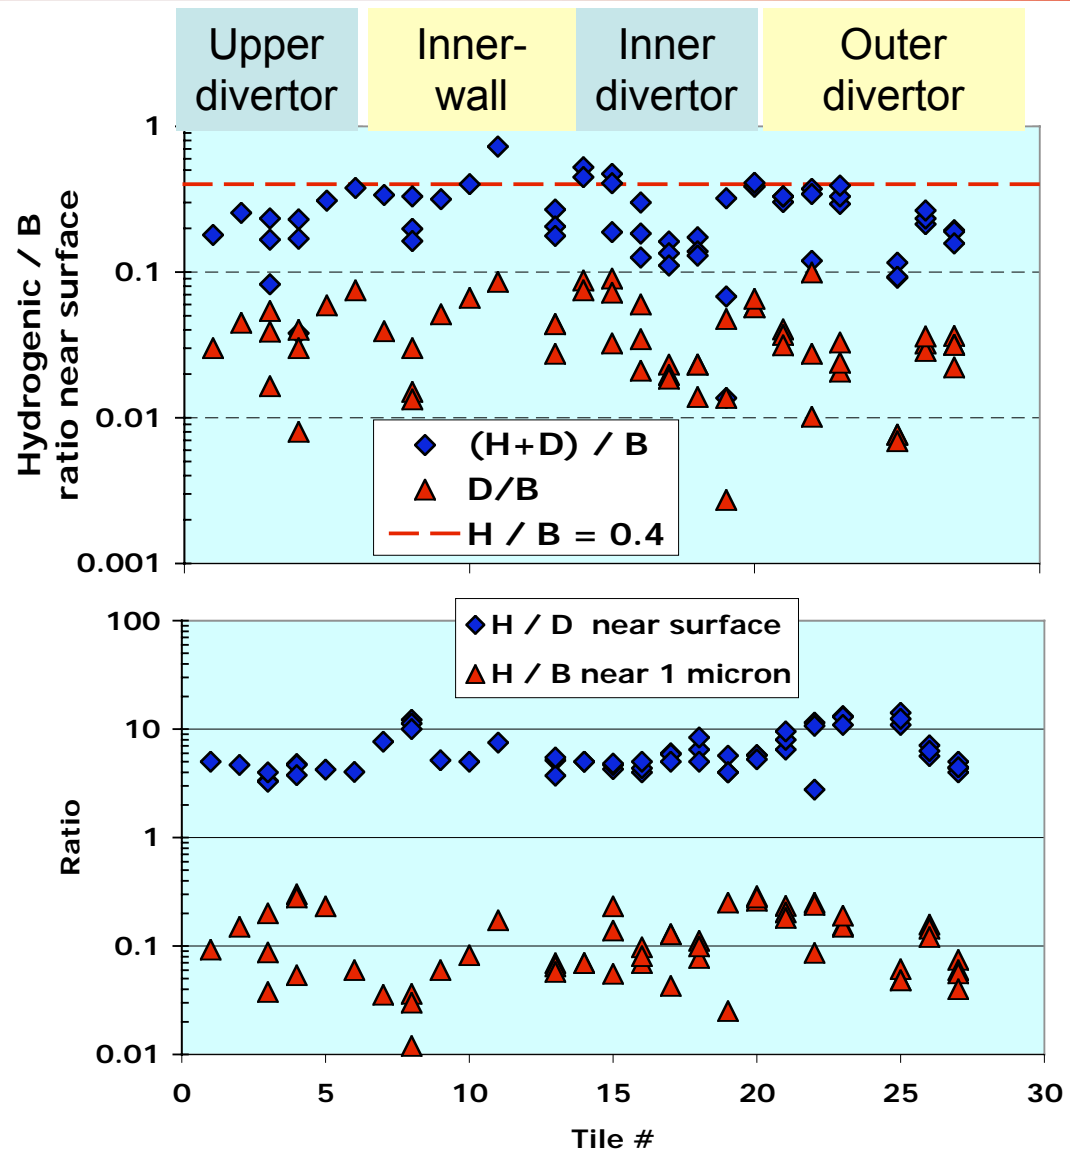 Upper
divertor
Inner-
wall
Inner
divertor
Outer
divertor
Hydrogenic / B
ratio near surface
1
0.1
0.01
0.001
(H+D) / B
D/B
H / B = 0.4
Ratio
100
10
1
0.1
0.01
H / D near surface
H / B near 1 micron
0 5 10 15 20 25 30
Tile #